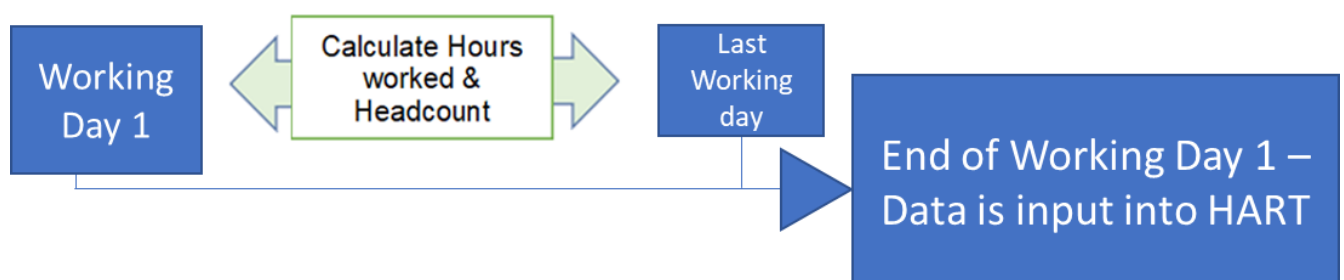 Working
Day 1
Calculate Hours
worked &
Headcount
Last
Working
day
End of Working Day 1 –
Data is input into HART